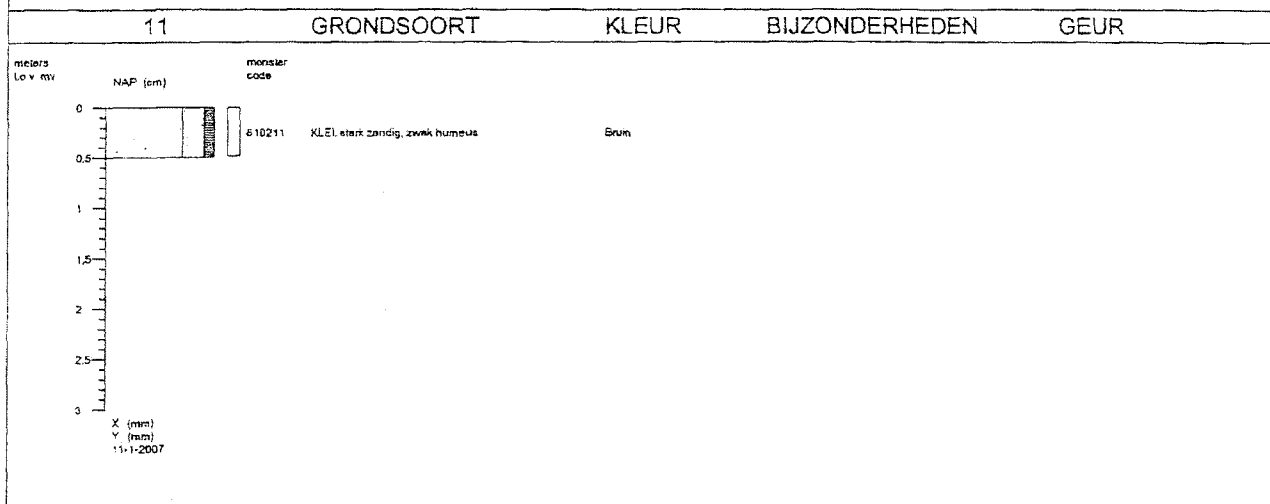 11 GRONDSOORT KLEUR BIJZONDERHEDEN GEUR
meters
t.o.v. mv
NAP (cm)
monster
code
0
610211 KLEI, sterk zandig, zwak humeus Bruin
0,5
1
1,5
2
2,5
3
X (mm)
Y (mm)
11-1-2007